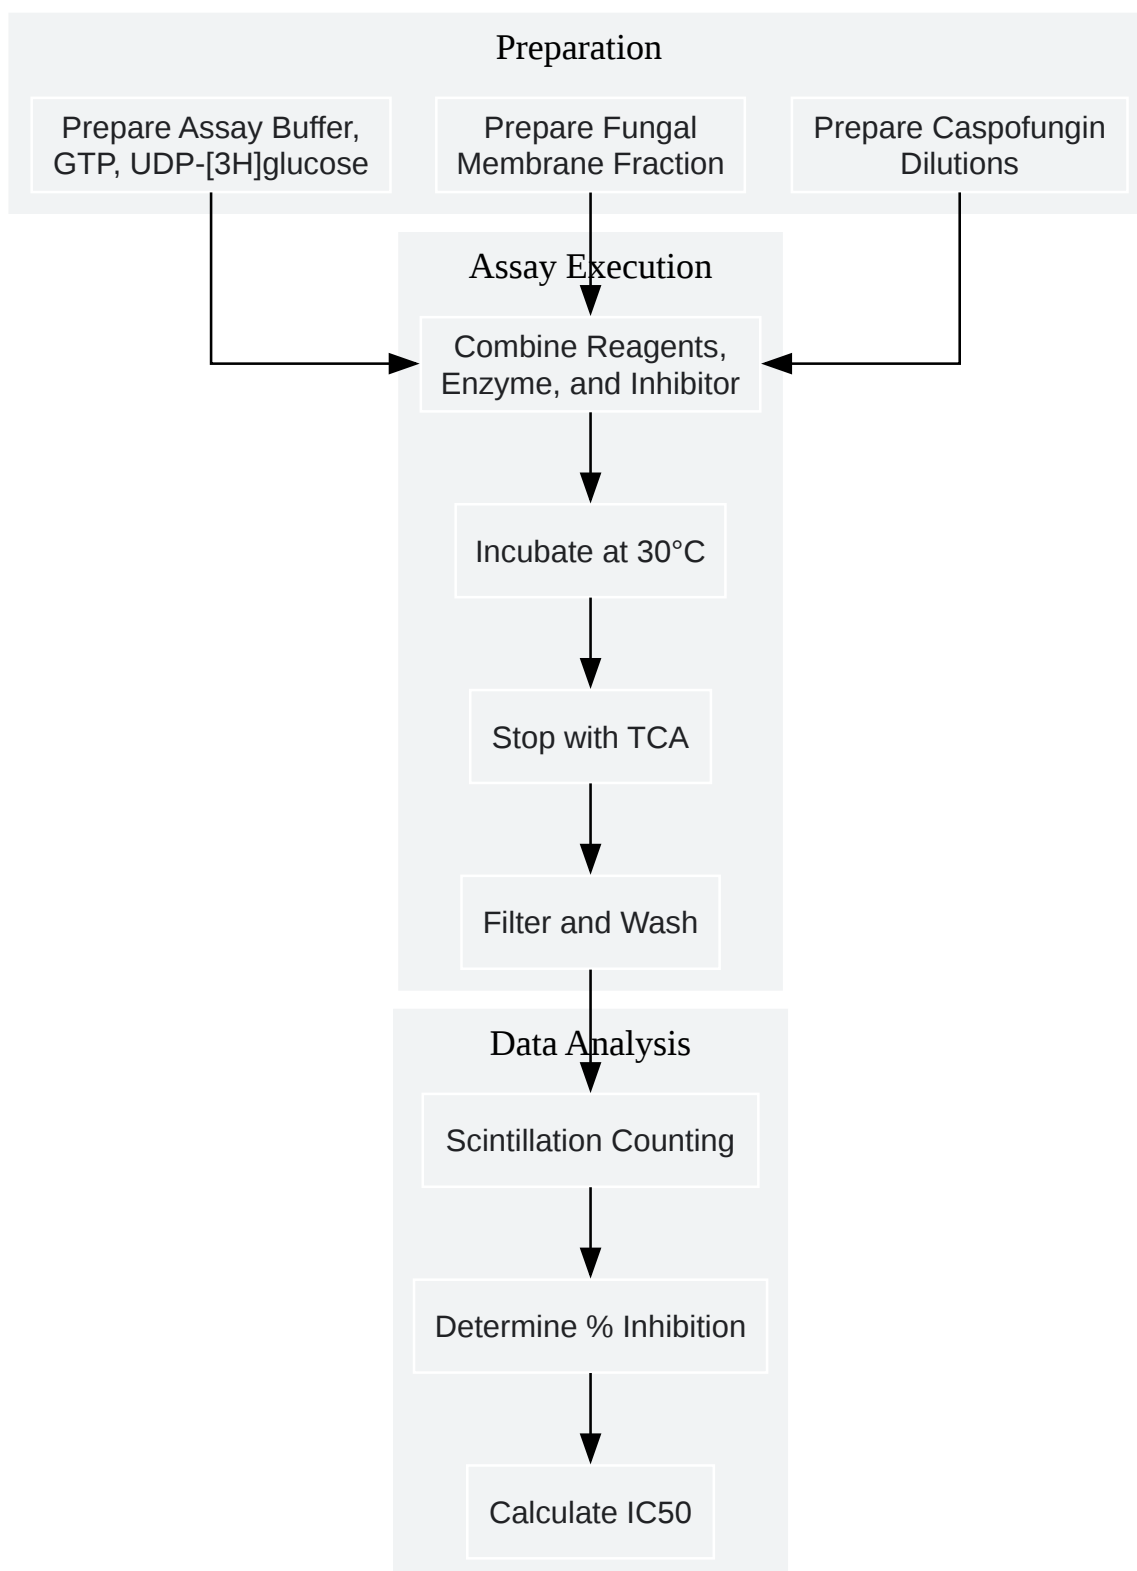 Preparation
Prepare Assay Buffer,
GTP, UDP-[3H]glucose
Prepare Fungal
Membrane Fraction
Prepare Caspofungin
Dilutions
Assay Execution
Combine Reagents,
Enzyme, and Inhibitor
Incubate at 30°C
Stop with TCA
Filter and Wash
Data Analysis
Scintillation Counting
Determine % Inhibition
Calculate IC50